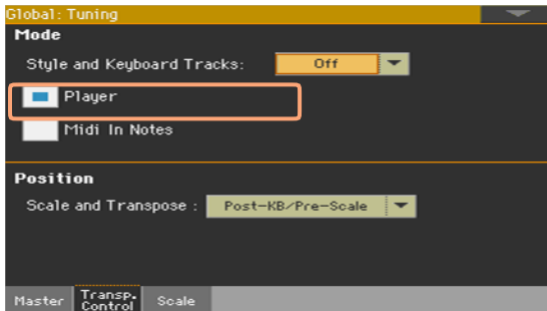 Global: Tuning
Mode
Style and Keyboard Tracks: Off
Player
Midi In Notes
Position
Scale and Transpose : Post-KB/Pre-Scale
Master Transp. Control Scale